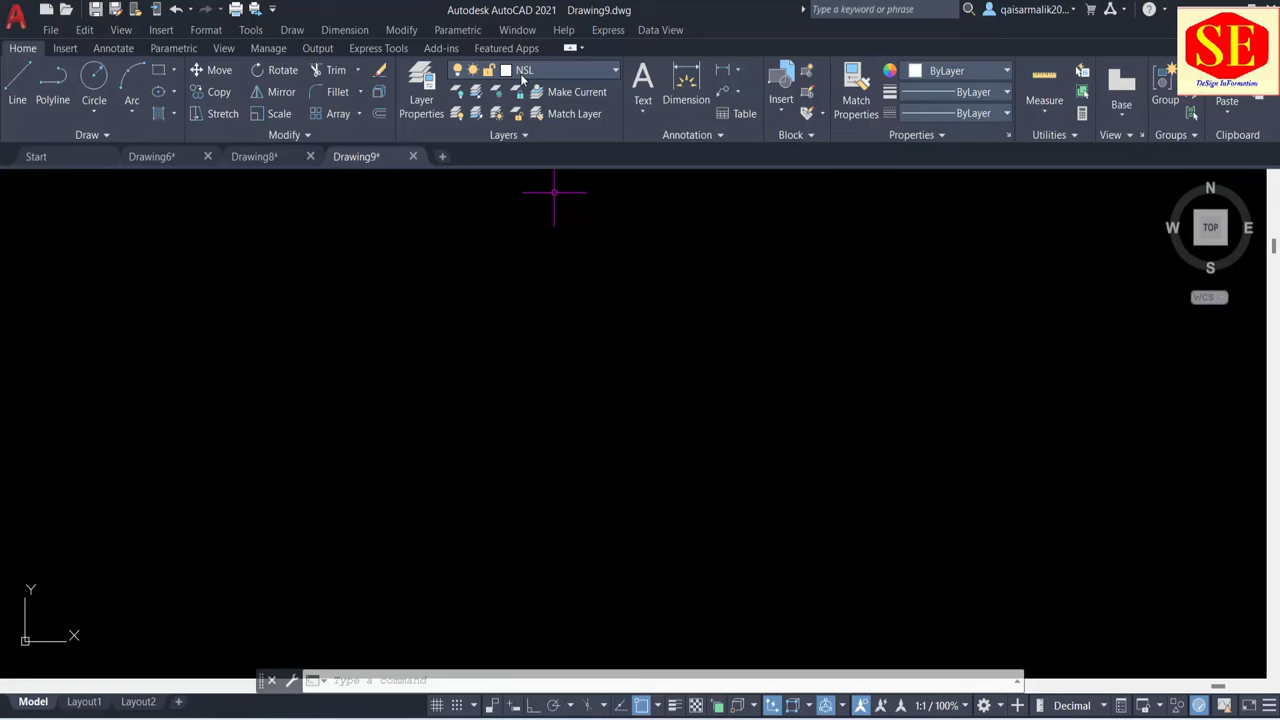 Autodesk AutoCAD 2021 Drawing9.dwg
Type a keyword or phrase
qaisarmalik20...
SE
DeSign InFormation
File Edit View Insert Format Tools Draw Dimension Modify Parametric Window Help Express Data View
Home Insert Annotate Parametric View Manage Output Express Tools Add-ins Featured Apps
Line Polyline Circle Arc
Move Rotate Trim
Copy Mirror Fillet
Stretch Scale Array
Layer Properties
NSL
Make Current
Match Layer
Text Dimension
Table
Insert
Match Properties
ByLayer
ByLayer
ByLayer
Measure
Base
Group
Paste
Draw Modify Layers Annotation Block Properties Utilities View Groups Clipboard
Start Drawing6* Drawing8* Drawing9*
N
W TOP E
S
WCS
Y
X
Type a command
Model Layout1 Layout2
1:1 / 100% Decimal